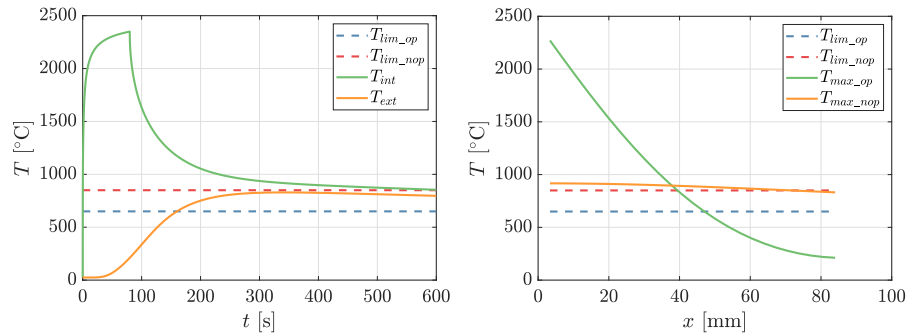 2500
2000
1500
1000
500
0
T [°C]
0 100 200 300 400 500 600
t [s]
T_lim_op
T_lim_nop
T_int
T_ext
2500
2000
1500
1000
500
0
T [°C]
0 20 40 60 80 100
x [mm]
T_lim_op
T_lim_nop
T_max_op
T_max_nop